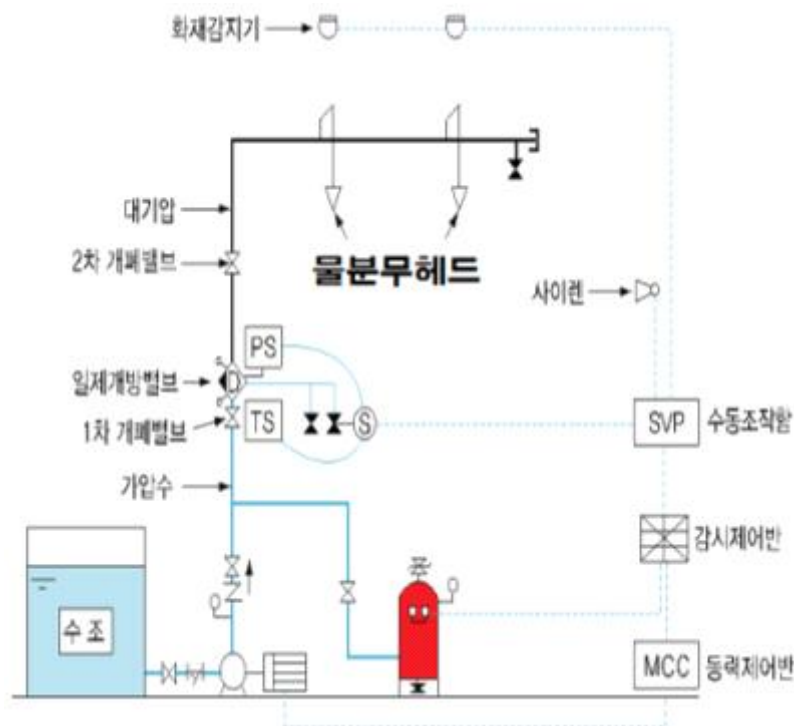 화재감지기
대기압
2차 개폐밸브
물분무헤드
사이렌
PS
일제개방밸브
TS
S
SVP
수동조작함
1차 개폐밸브
가압수
감시제어반
수조
MCC
동력제어반